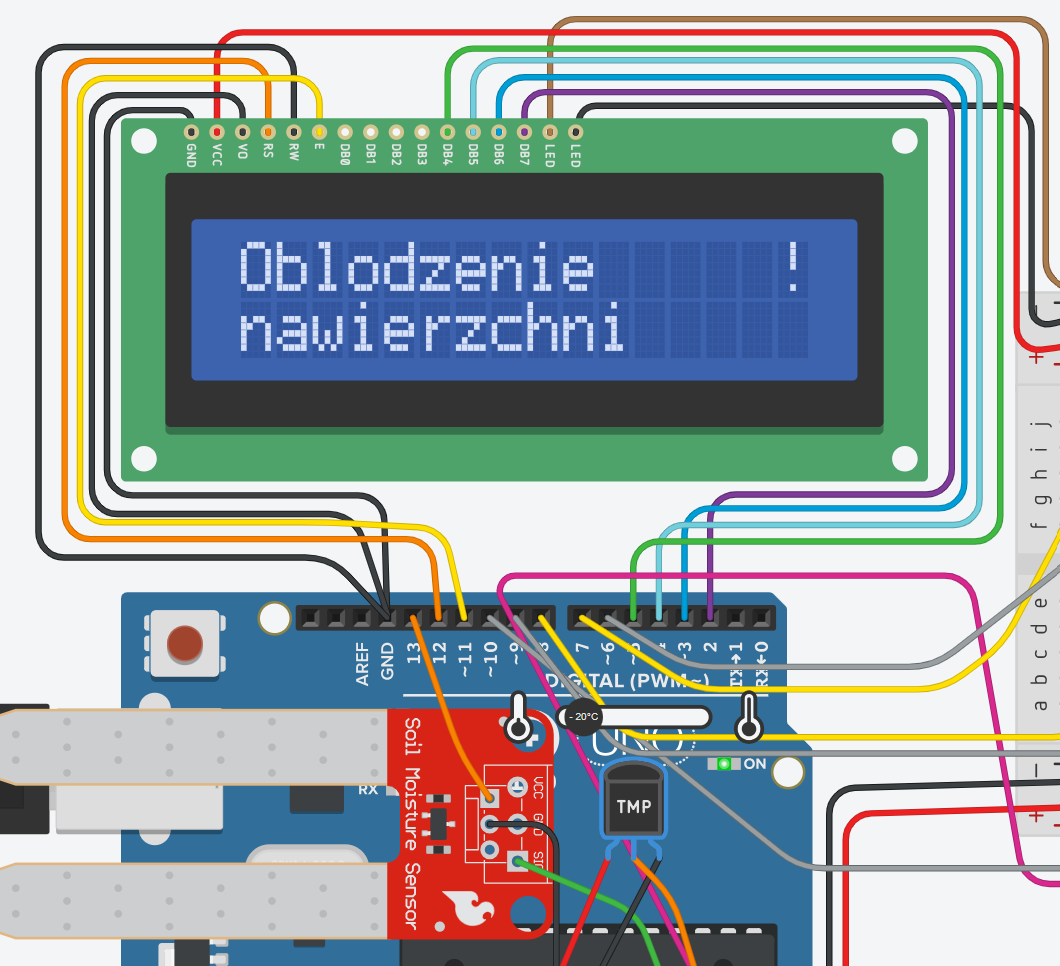 GND VCC VO RS RW E DB0 DB1 DB2 DB3 DB4 DB5 DB6 DB7 LED LED
Oblodzenie !
nawierzchni
+ -
j
i
h
g
f
e
d
c
b
a
- +
AREF GND 13 12 ~11 ~10 ~9 8 7 ~6 ~5 ~3 2 TX→1 RX←0
DIGITAL (PWM~)
- 20°C
UNO
ON
RX
Soil Moisture Sensor
VCC
GND
SIG
TMP